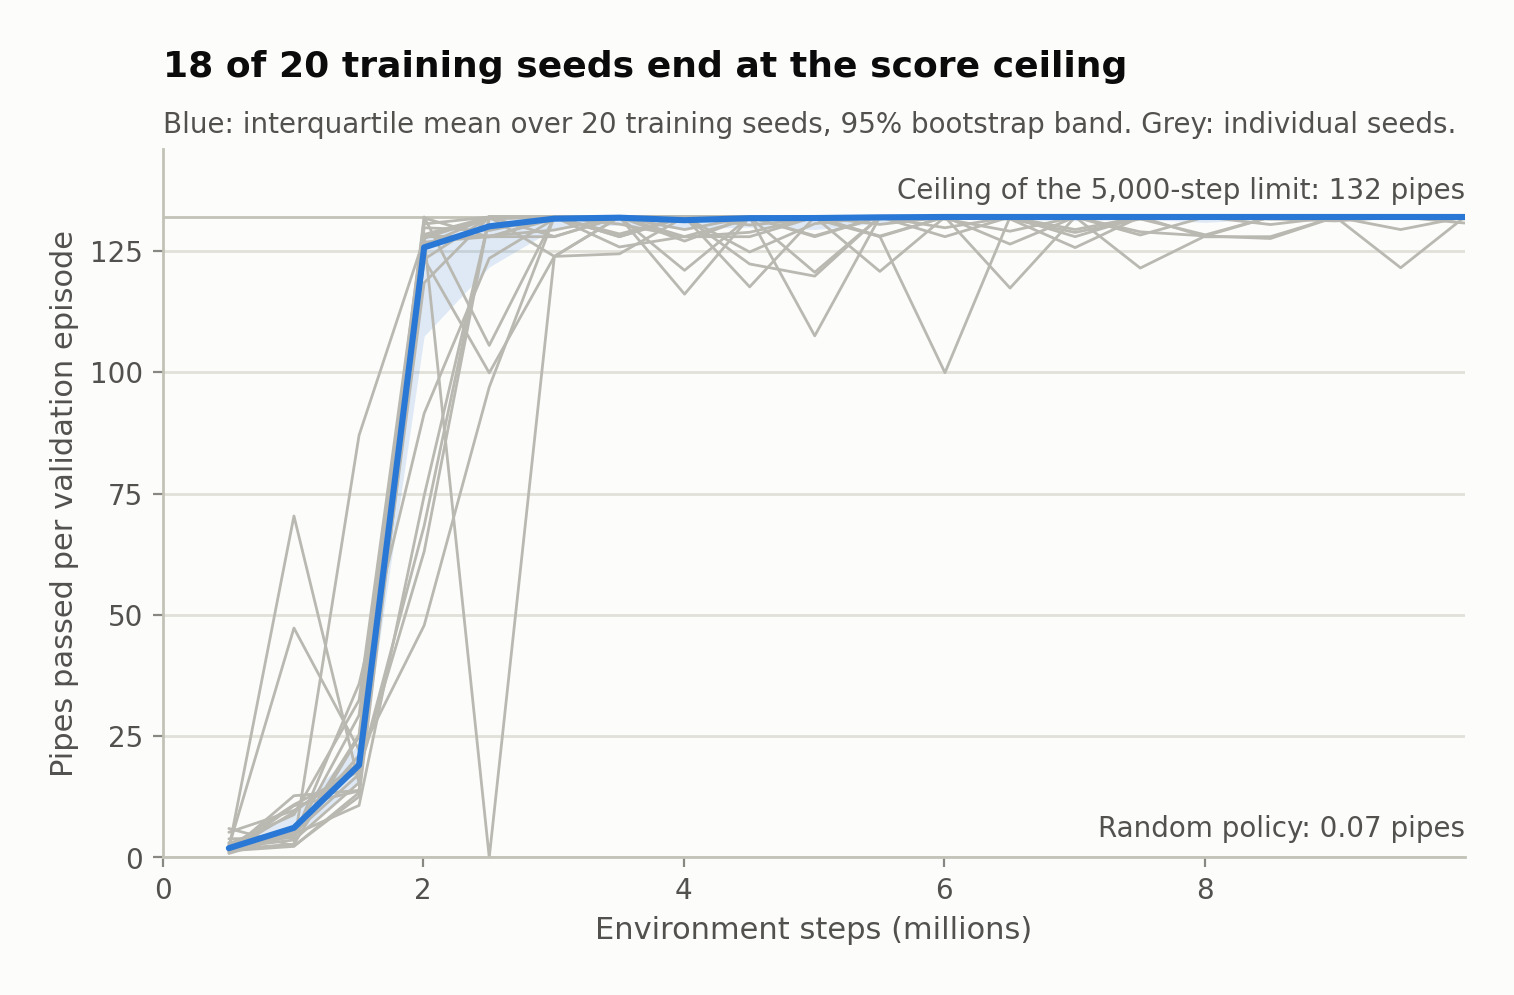 18 of 20 training seeds end at the score ceiling
Blue: interquartile mean over 20 training seeds, 95% bootstrap band. Grey: individual seeds.
Ceiling of the 5,000-step limit: 132 pipes
Pipes passed per validation episode
125
100
75
50
25
0
Random policy: 0.07 pipes
0 2 4 6 8
Environment steps (millions)